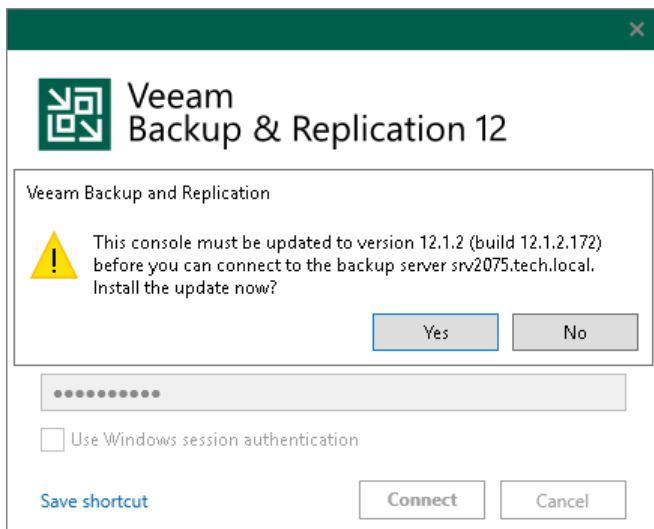 Veeam
Backup & Replication 12
Veeam Backup and Replication
This console must be updated to version 12.1.2 (build 12.1.2.172)
before you can connect to the backup server srv2075.tech.local.
Install the update now?
Yes
No
••••••••••
Use Windows session authentication
Save shortcut
Connect
Cancel